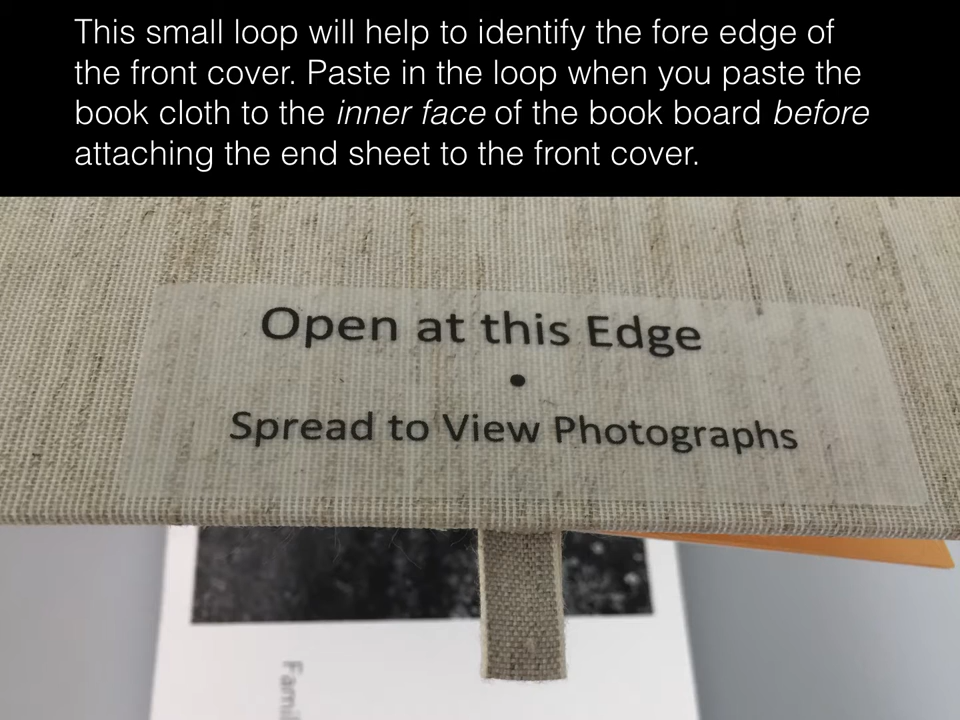 This small loop will help to identify the fore edge of
the front cover. Paste in the loop when you paste the
book cloth to the inner face of the book board before
attaching the end sheet to the front cover.
Open at this Edge
•
Spread to View Photographs